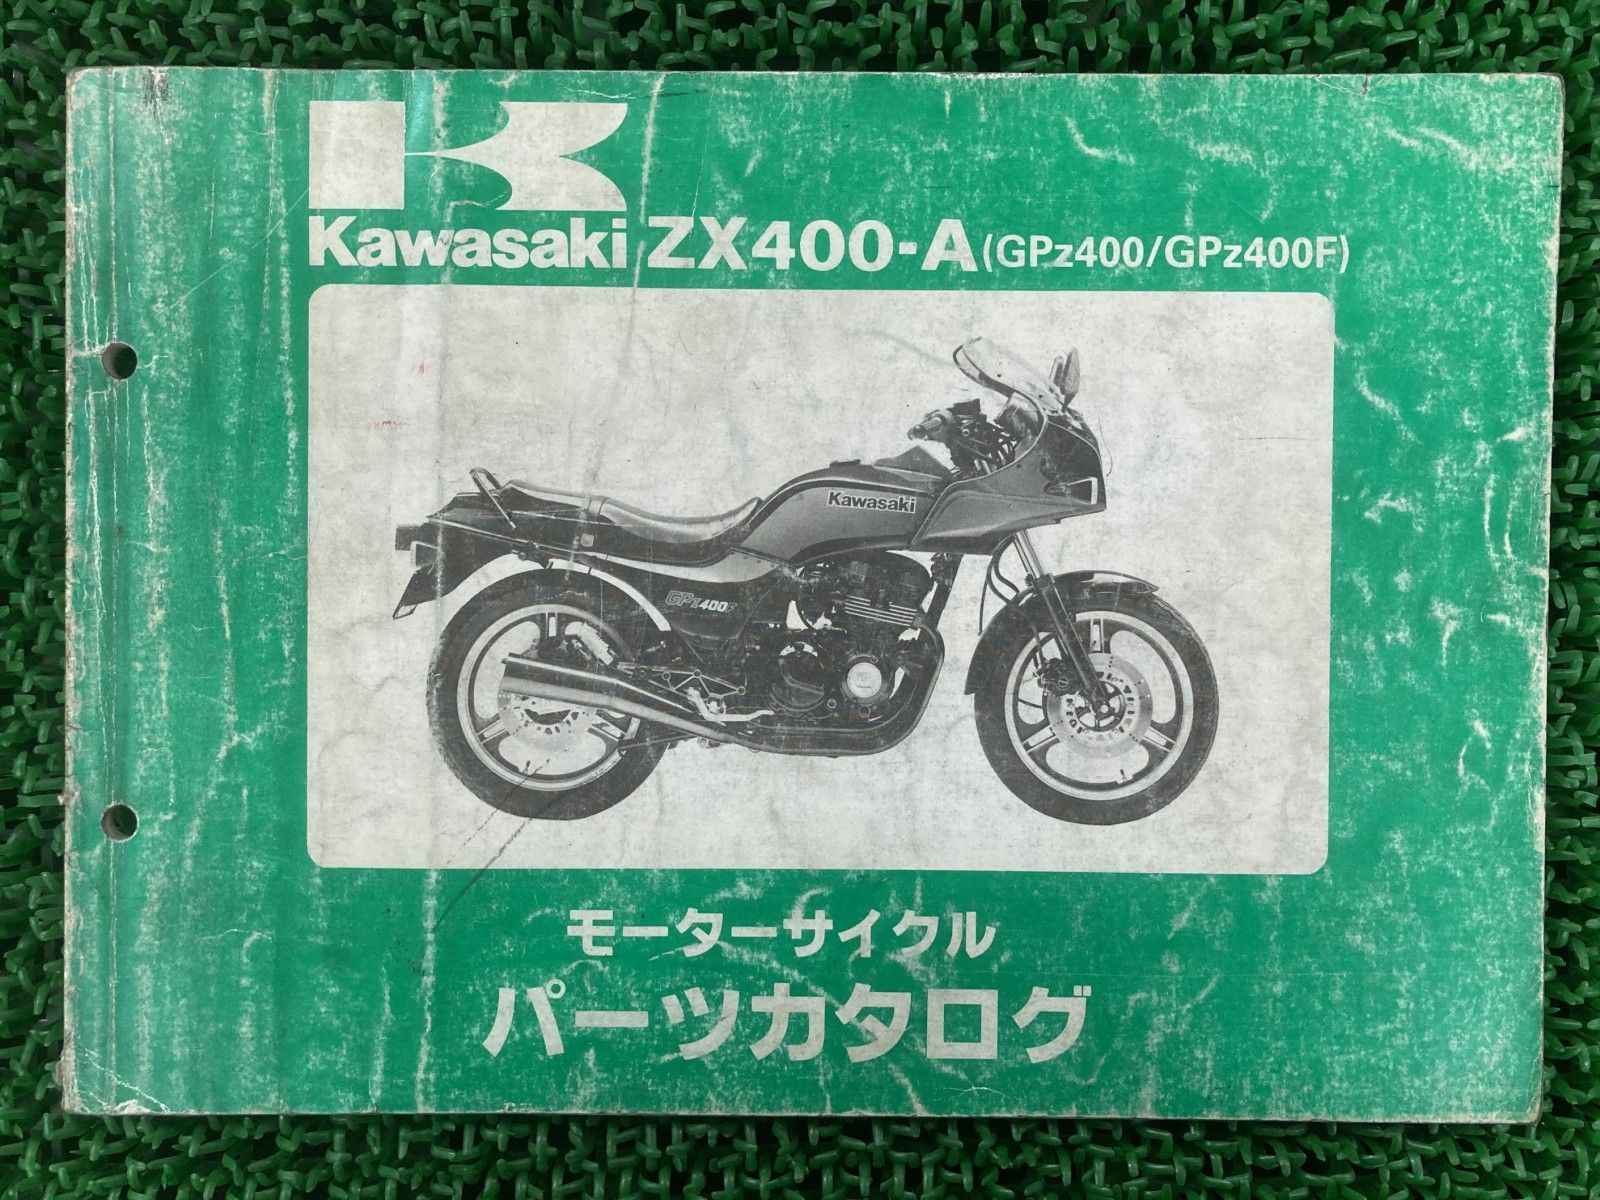 Kawasaki ZX400-A (GPz400/GPz400F)
Kawasaki
GPz400F
モーターサイクル
パーツカタログ